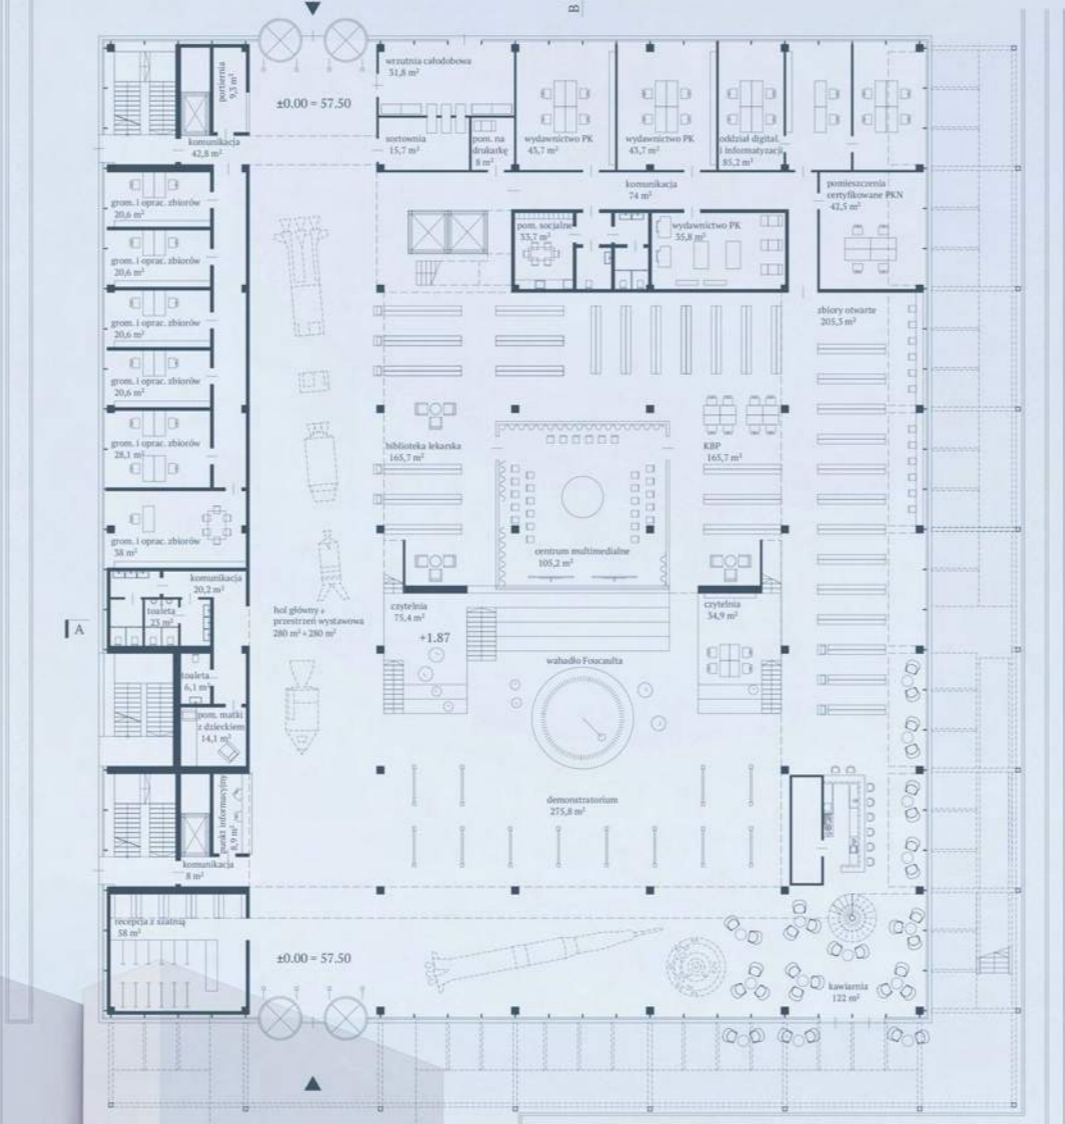 B
wrzutnia całodobowa
31,8 m²
portiernia
9,3 m²
±0.00 = 57.50
sortownia
15,7 m²
pom. na
drukarkę
8 m²
wydawnictwo PK
43,7 m²
wydawnictwo PK
43,7 m²
oddział digital.
i informatyzacji
85,2 m²
komunikacja
42,8 m²
komunikacja
74 m²
pomieszczenia
certyfikowane PKN
42,5 m²
grom. i oprac. zbiorów
20,6 m²
pom. socjalne
33,7 m²
wydawnictwo PK
35,8 m²
grom. i oprac. zbiorów
20,6 m²
zbiory otwarte
205,3 m²
grom. i oprac. zbiorów
20,6 m²
grom. i oprac. zbiorów
20,6 m²
grom. i oprac. zbiorów
28,1 m²
biblioteka lekarska
165,7 m²
KBP
165,7 m²
grom. i oprac. zbiorów
38 m²
centrum multimedialne
105,2 m²
komunikacja
20,2 m²
toaleta
23 m²
hol główny +
przestrzeń wystawowa
280 m² + 280 m²
czytelnia
75,4 m²
+1.87
czytelnia
34,9 m²
A
wahadło Foucaulta
toaleta
6,1 m²
pom. matki
z dzieckiem
14,1 m²
punkt informacyjny
8,9 m²
demonstratorium
275,8 m²
komunikacja
8 m²
recepcja z szatnią
58 m²
±0.00 = 57.50
kawiarnia
122 m²